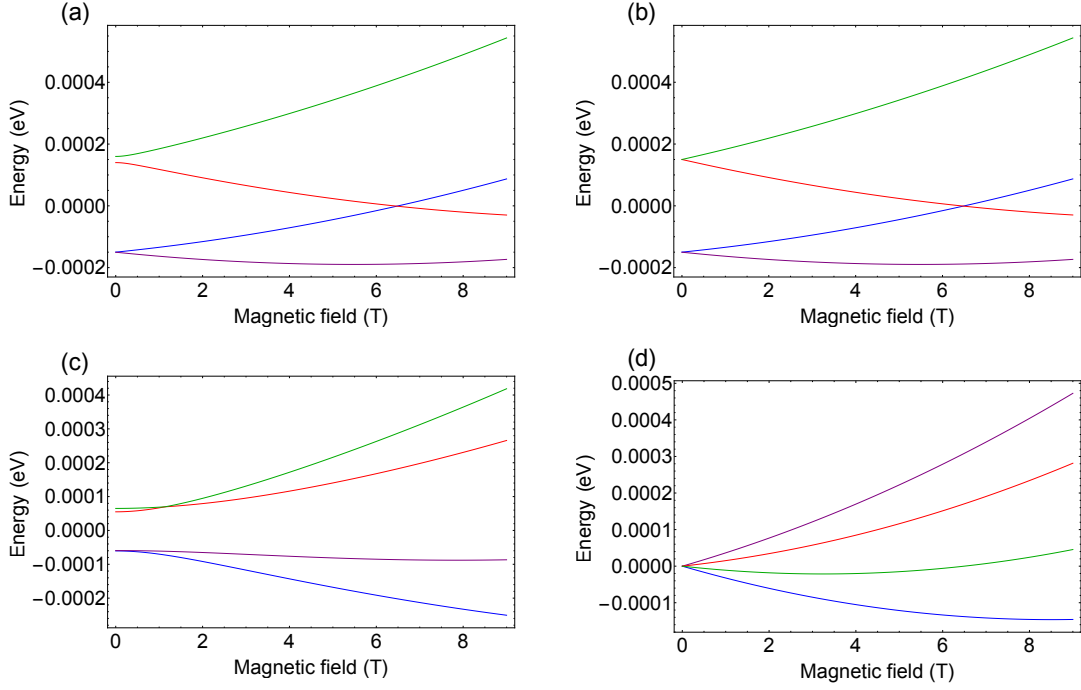 (a)
Energy (eV)
0.0004
0.0002
0.0000
−0.0002
0 2 4 6 8
Magnetic field (T)
(b)
Energy (eV)
0.0004
0.0002
0.0000
−0.0002
0 2 4 6 8
Magnetic field (T)
(c)
Energy (eV)
0.0004
0.0003
0.0002
0.0001
0.0000
−0.0001
−0.0002
0 2 4 6 8
Magnetic field (T)
(d)
Energy (eV)
0.0005
0.0004
0.0003
0.0002
0.0001
0.0000
−0.0001
0 2 4 6 8
Magnetic field (T)